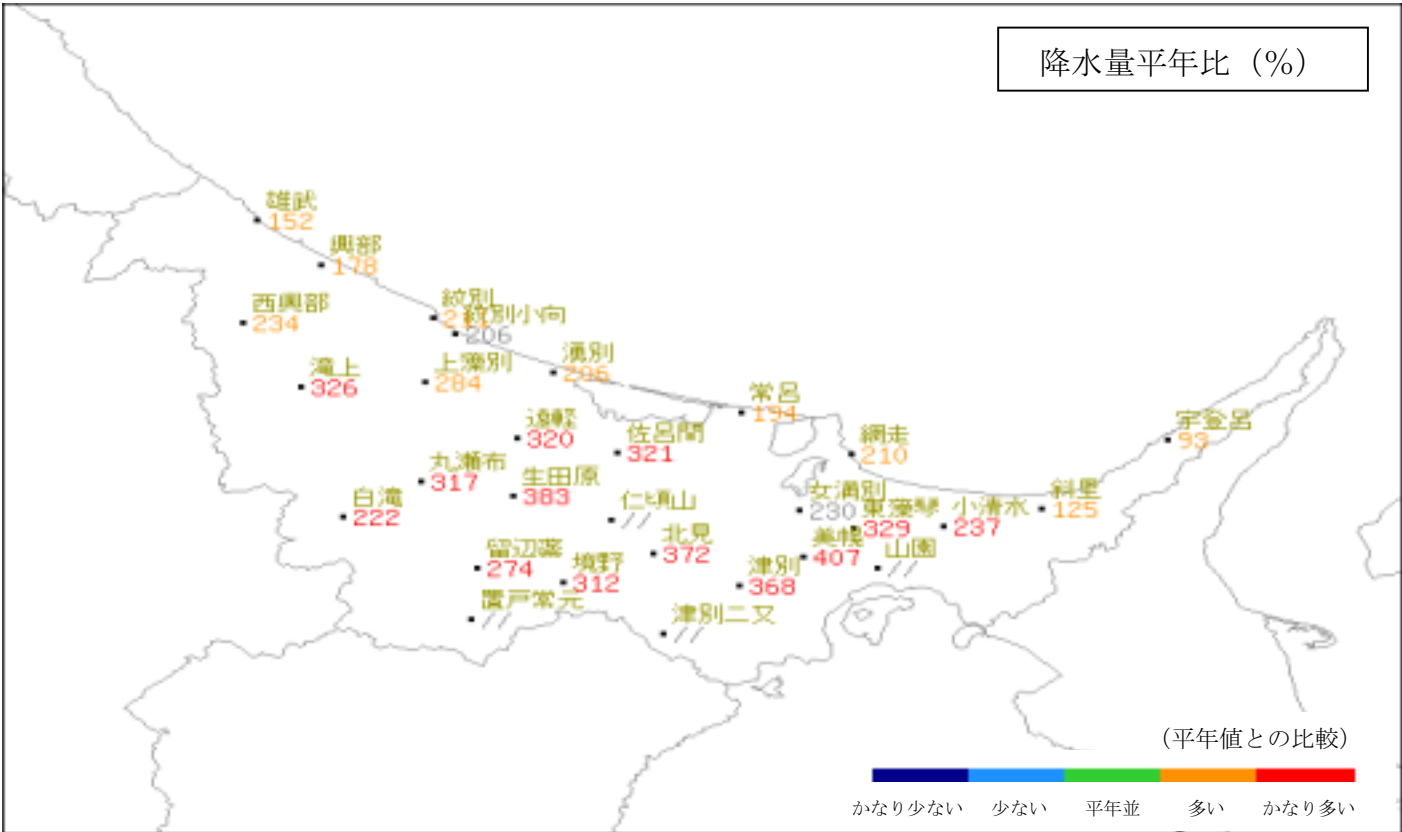 降水量平年比（％）
雄武
152
興部
178
西興部
234
紋別
紋別小向
206
滝上
326
上藻別
284
湧別
206
常呂
194
遠軽
320
佐呂間
321
網走
210
宇登呂
93
丸瀬布
317
生田原
383
白滝
222
仁頃山
//
女満別
230
東藻琴
329
小清水
237
斜里
125
留辺蘂
274
境野
312
北見
372
津別
368
美幌
407
山園
//
置戸常元
//
津別二又
//
（平年値との比較）
かなり少ない 少ない 平年並 多い かなり多い